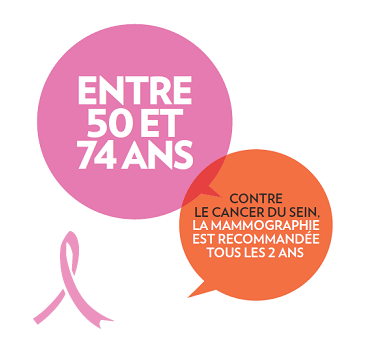 ENTRE
50 ET
74 ANS
CONTRE
LE CANCER DU SEIN,
LA MAMMOGRAPHIE
EST RECOMMANDÉE
TOUS LES 2 ANS